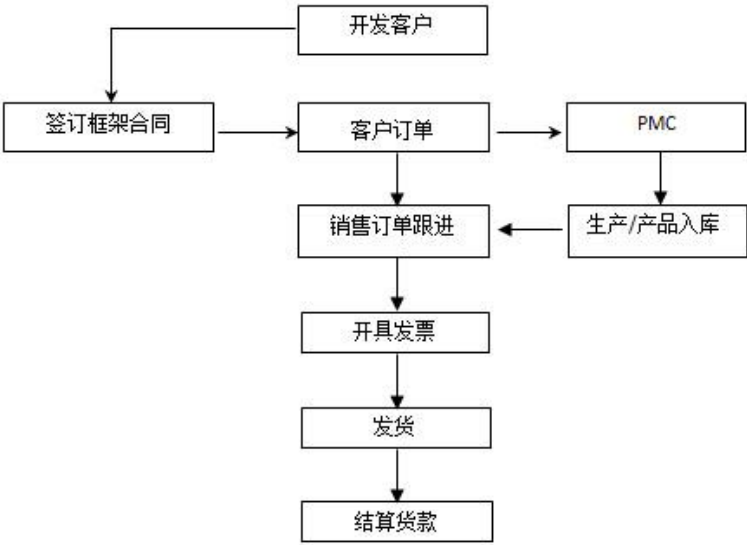 开发客户
签订框架合同
客户订单
PMC
销售订单跟进
生产/产品入库
开具发票
发货
结算货款